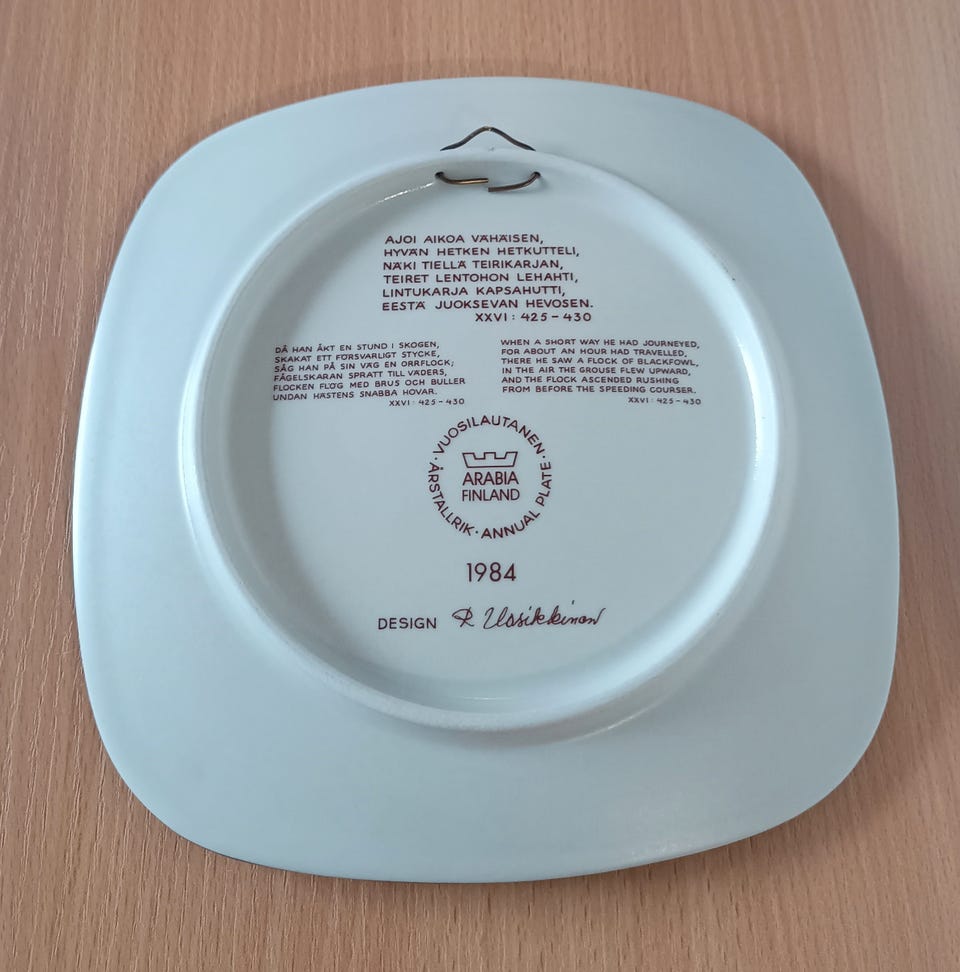 AJOI AIKOA VÄHÄISEN,
HYVÄN HETKEN HETKUTTELI,
NÄKI TIELLÄ TEIRIKARJAN,
TEIRET LENTOHON LEHAHTI,
LINTUKARJA KAPSAHUTTI,
EESTÄ JUOKSEVAN HEVOSEN.
XXVI: 425-430
DÅ HAN ÅKT EN STUND I SKOGEN,
SKAKAT ETT FÖRSVARLIGT STYCKE,
SÅG HAN PÅ SIN VÄG EN ORRFLOCK;
FÅGELSKARAN SPRATT TILL VÄDERS,
FLOCKEN FLØG MED BRUS OCH BULLER
UNDAN HÄSTENS SNABBA HOVAR.
XXVI: 425-430
WHEN A SHORT WAY HE HAD JOURNEYED,
FOR ABOUT AN HOUR HAD TRAVELLED,
THERE HE SAW A FLOCK OF BLACKFOWL,
IN THE AIR THE GROUSE FLEW UPWARD,
AND THE FLOCK ASCENDED RUSHING
FROM BEFORE THE SPEEDING COURSER.
XXVI: 425-430
· VUOSILAUTANEN ·
ARABIA
FINLAND
ÅRSTALLRIK · ANNUAL PLATE
1984
DESIGN R Uosikkinen